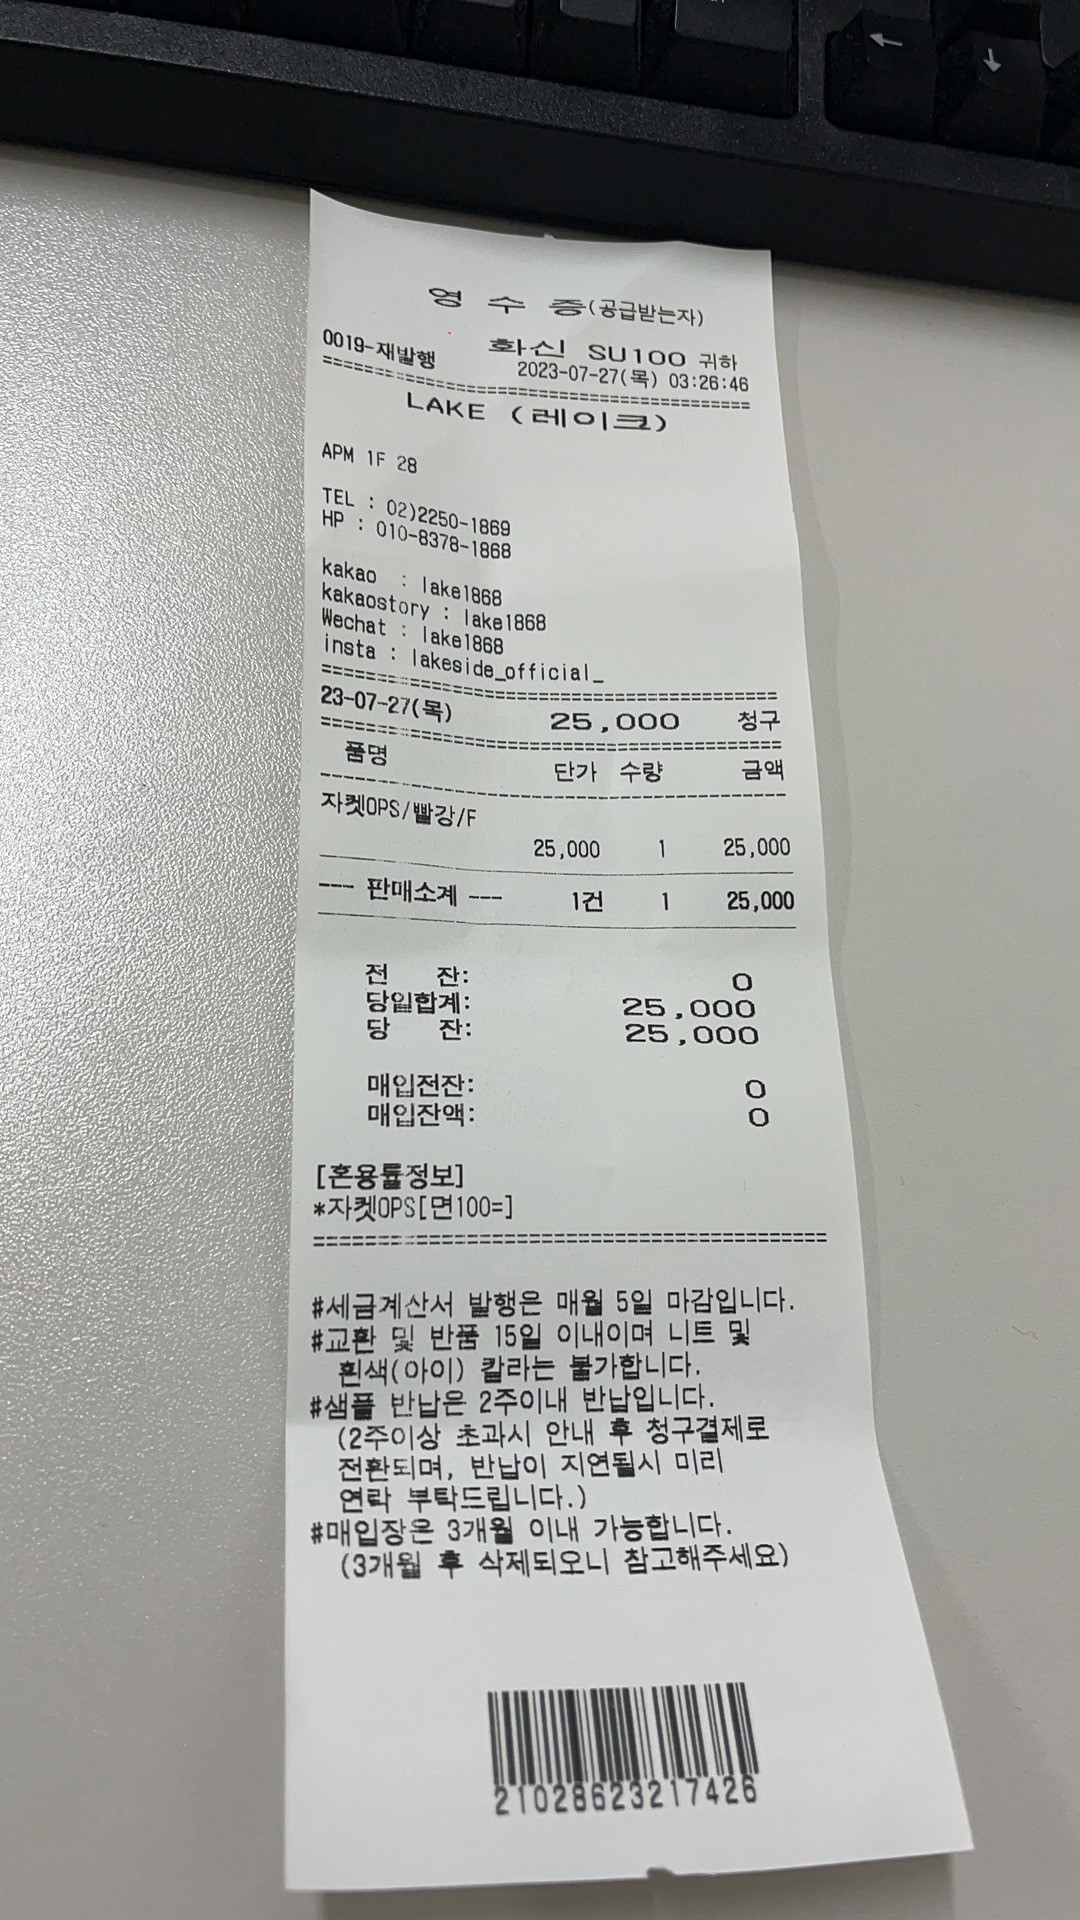 영 수 증(공급받는자)
화신 SU100 귀하
0019-재발행 2023-07-27(목) 03:26:46
==========================================
LAKE (레이크)
APM 1F 28
TEL : 02)2250-1869
HP : 010-8378-1868
kakao : lake1868
kakaostory : lake1868
Wechat : lake1868
insta : lakeside_official_
==========================================
23-07-27(목) 25,000 청구
==========================================
품명 단가 수량 금액
------------------------------------------
자켓OPS/빨강/F
25,000 1 25,000
--- 판매소계 --- 1건 1 25,000
전 잔: 0
당일합계: 25,000
당 잔: 25,000
매입전잔: 0
매입잔액: 0
[혼용률정보]
*자켓OPS[면100=]
==========================================
#세금계산서 발행은 매월 5일 마감입니다.
#교환 및 반품 15일 이내이며 니트 및
흰색(아이) 칼라는 불가합니다.
#샘플 반납은 2주이내 반납입니다.
(2주이상 초과시 안내 후 청구결제로
전환되며, 반납이 지연될시 미리
연락 부탁드립니다.)
#매입장은 3개월 이내 가능합니다.
(3개월 후 삭제되오니 참고해주세요)
21028623217426